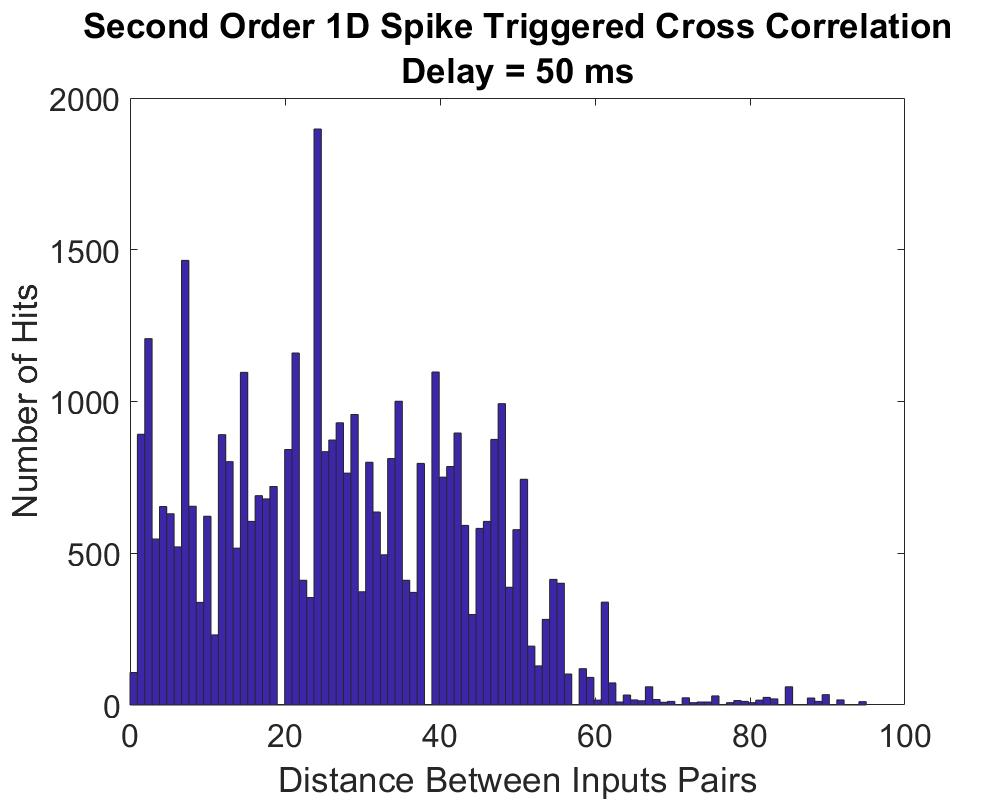 Second Order 1D Spike Triggered Cross Correlation
Delay = 50 ms
2000
1500
1000
500
0
Number of Hits
0 20 40 60 80 100
Distance Between Inputs Pairs